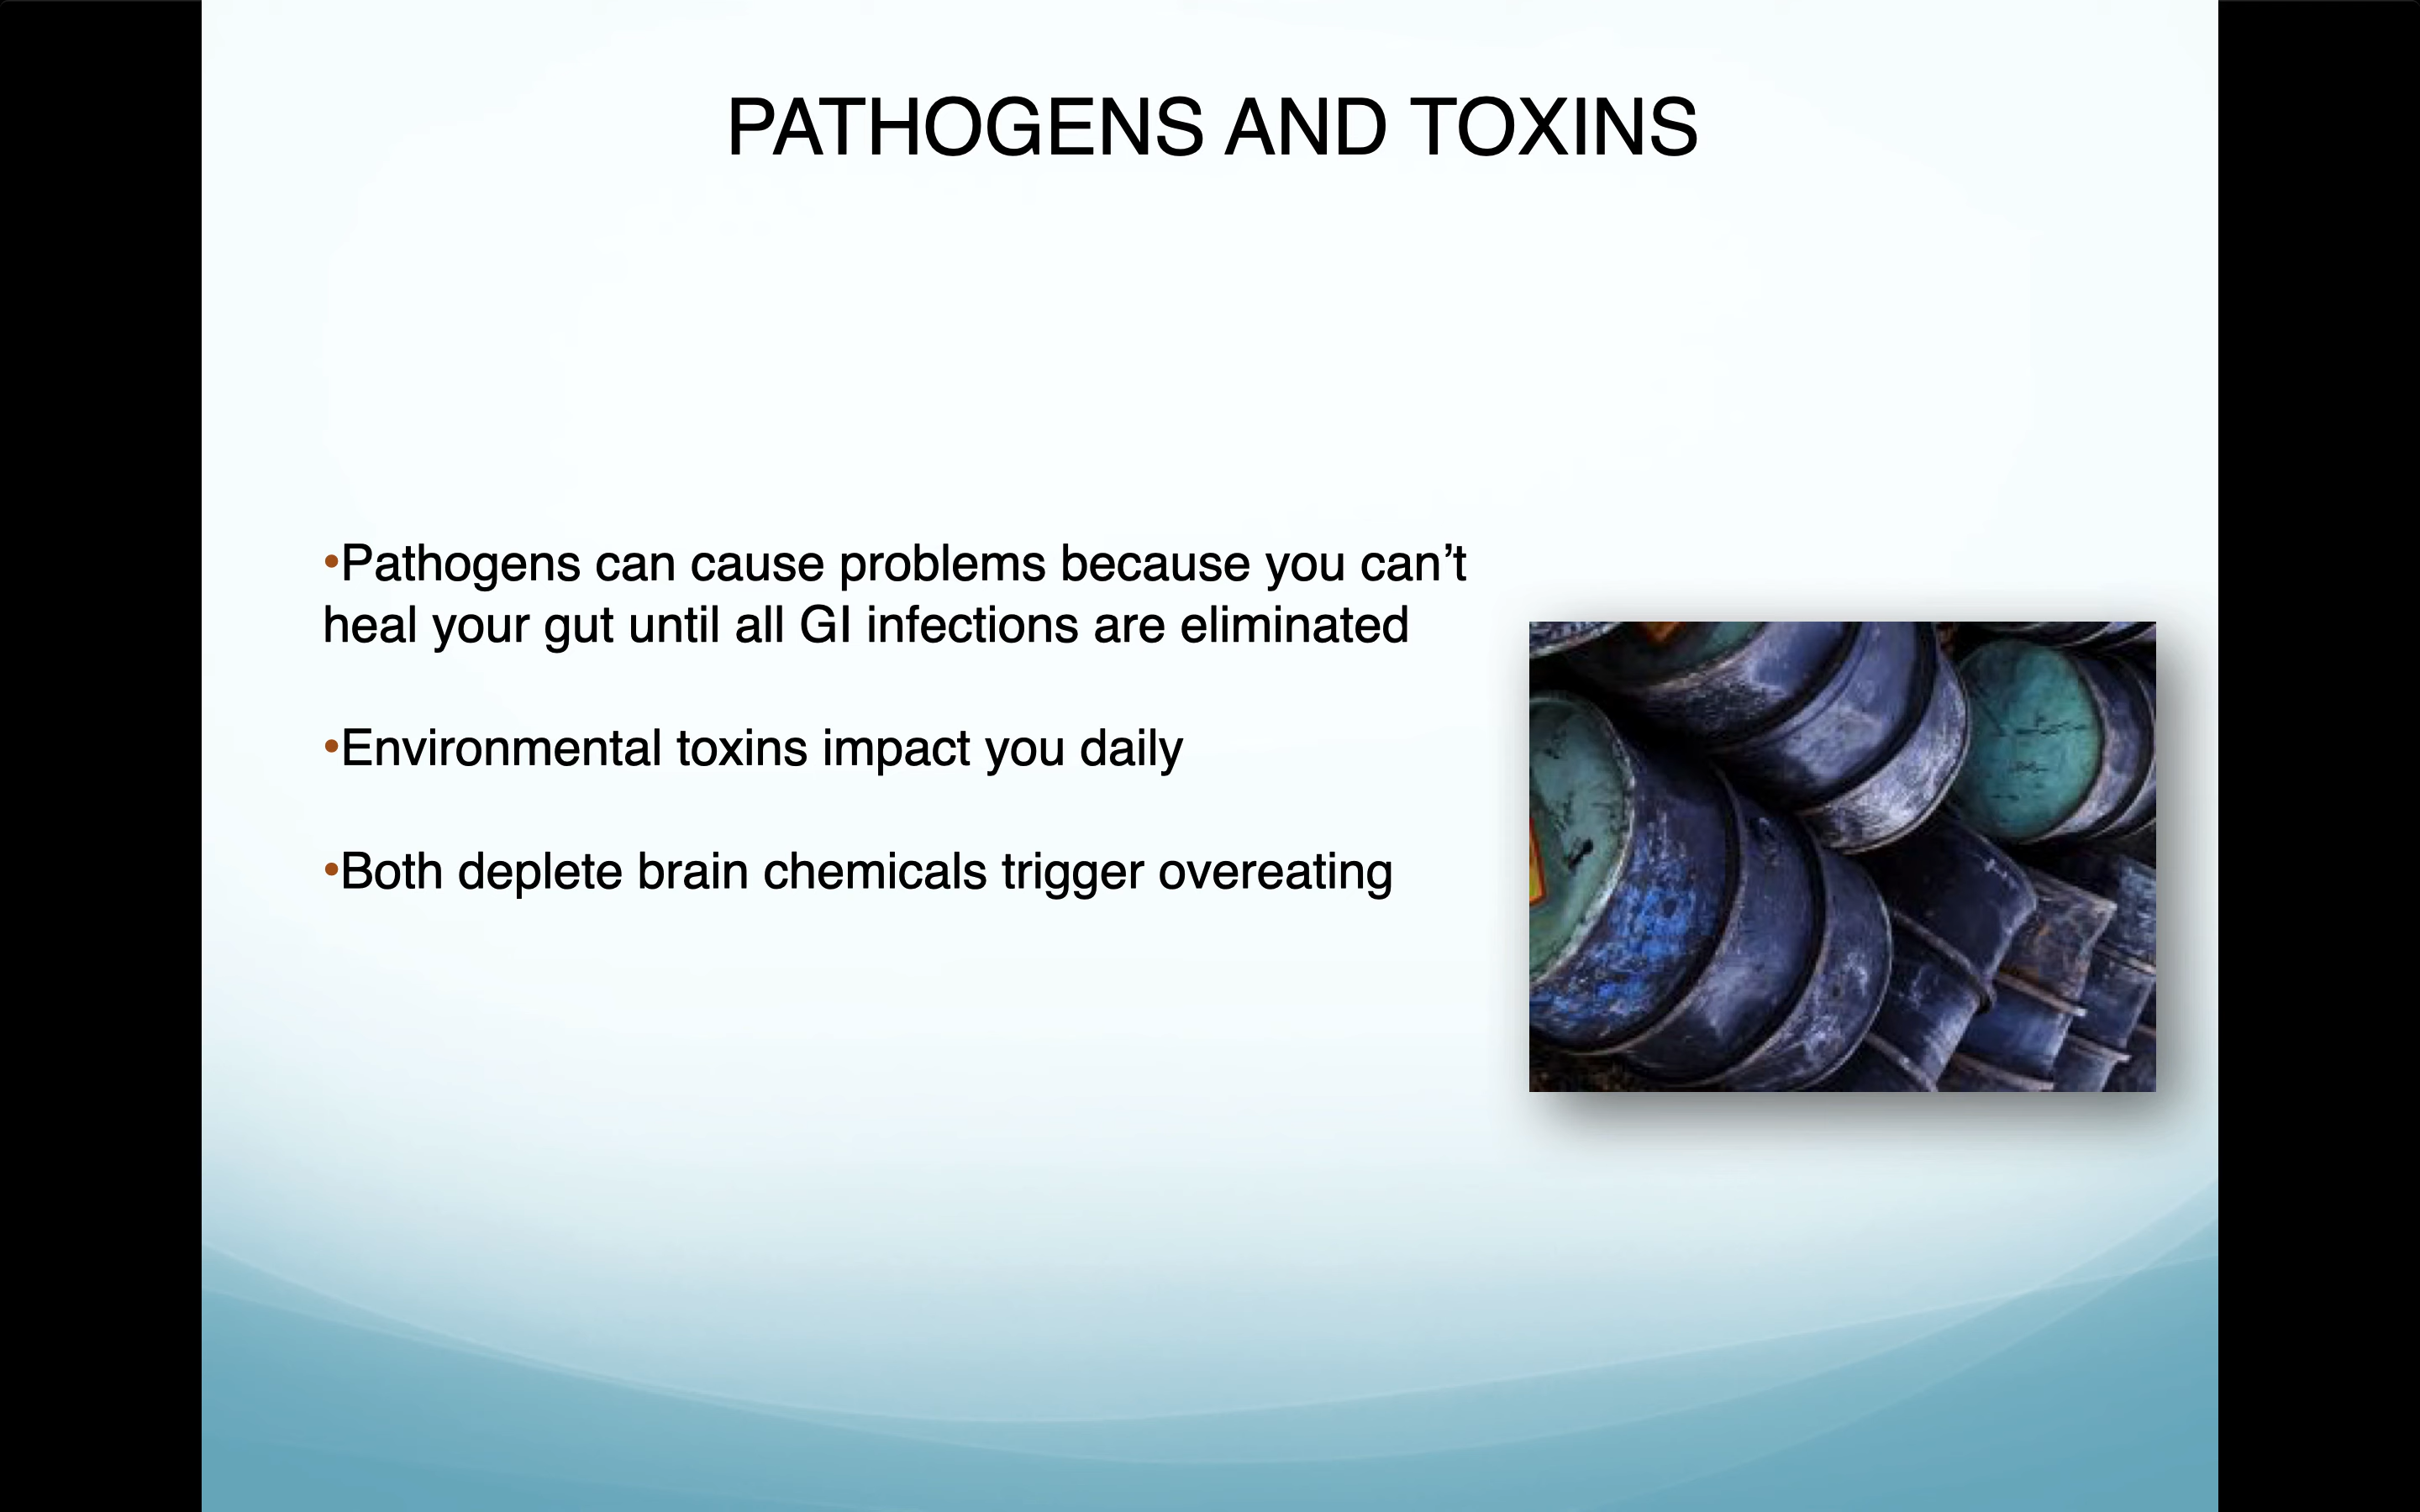 PATHOGENS AND TOXINS
•Pathogens can cause problems because you can’t
heal your gut until all GI infections are eliminated
•Environmental toxins impact you daily
•Both deplete brain chemicals trigger overeating